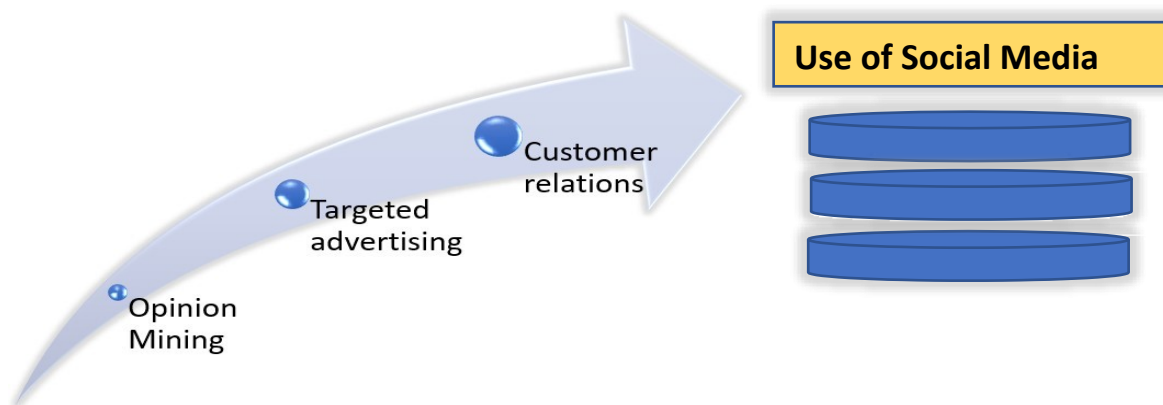 Use of Social Media
Customer
relations
Targeted
advertising
Opinion
Mining